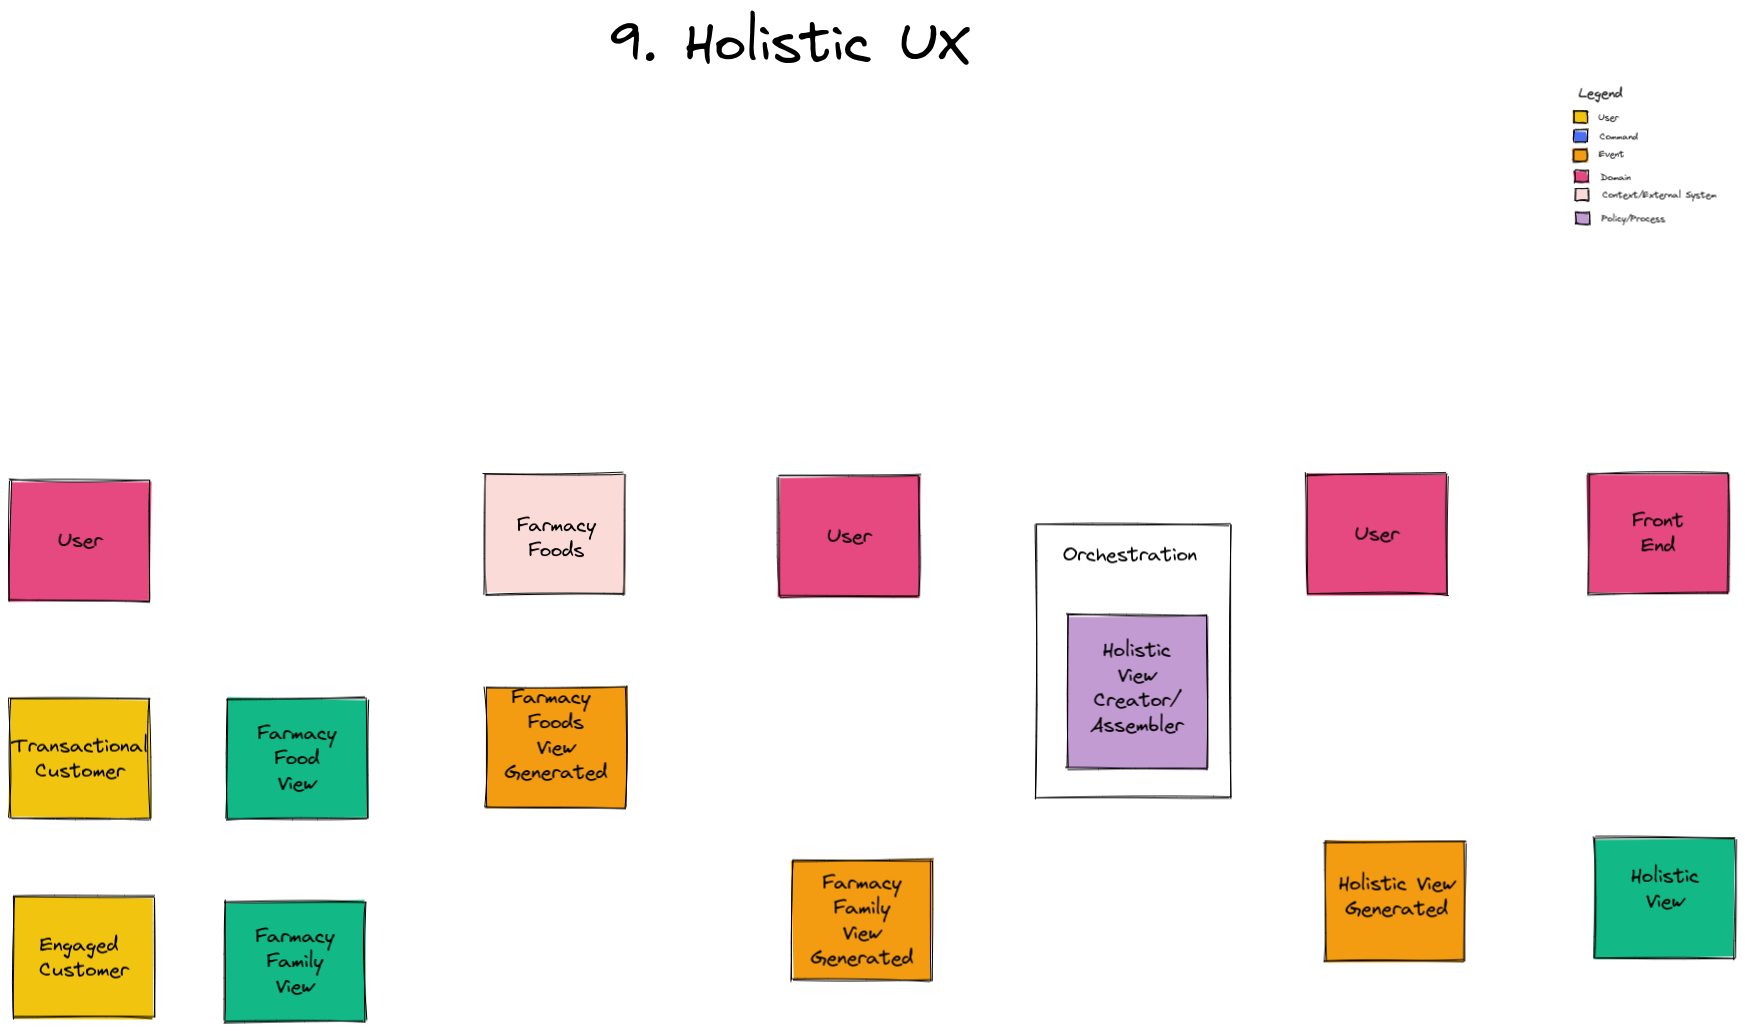 9. Holistic UX
Legend
User
Command
Event
Domain
Context/External System
Policy/Process
User
Farmacy
Foods
User
Orchestration
Holistic
View
Creator/
Assembler
User
Front
End
Transactional
Customer
Farmacy
Food
View
Farmacy
Foods
View
Generated
Engaged
Customer
Farmacy
Family
View
Farmacy
Family
View
Generated
Holistic View
Generated
Holistic
View